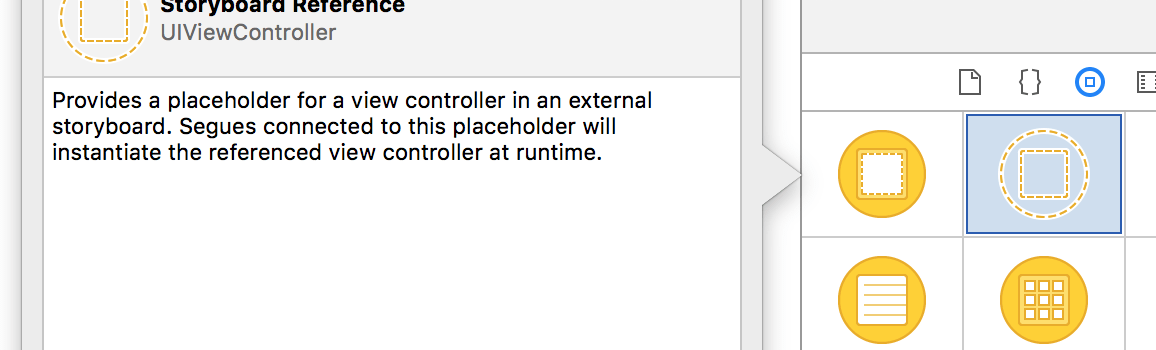 Storyboard Reference
UIViewController
Provides a placeholder for a view controller in an external
storyboard. Segues connected to this placeholder will
instantiate the referenced view controller at runtime.